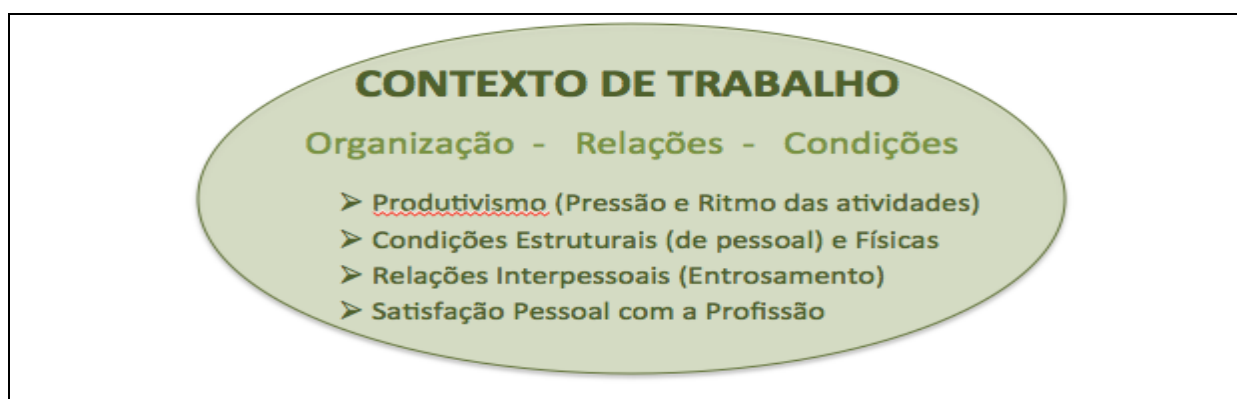 CONTEXTO DE TRABALHO
Organização - Relações - Condições
➢ Produtivismo (Pressão e Ritmo das atividades)
➢ Condições Estruturais (de pessoal) e Físicas
➢ Relações Interpessoais (Entrosamento)
➢ Satisfação Pessoal com a Profissão